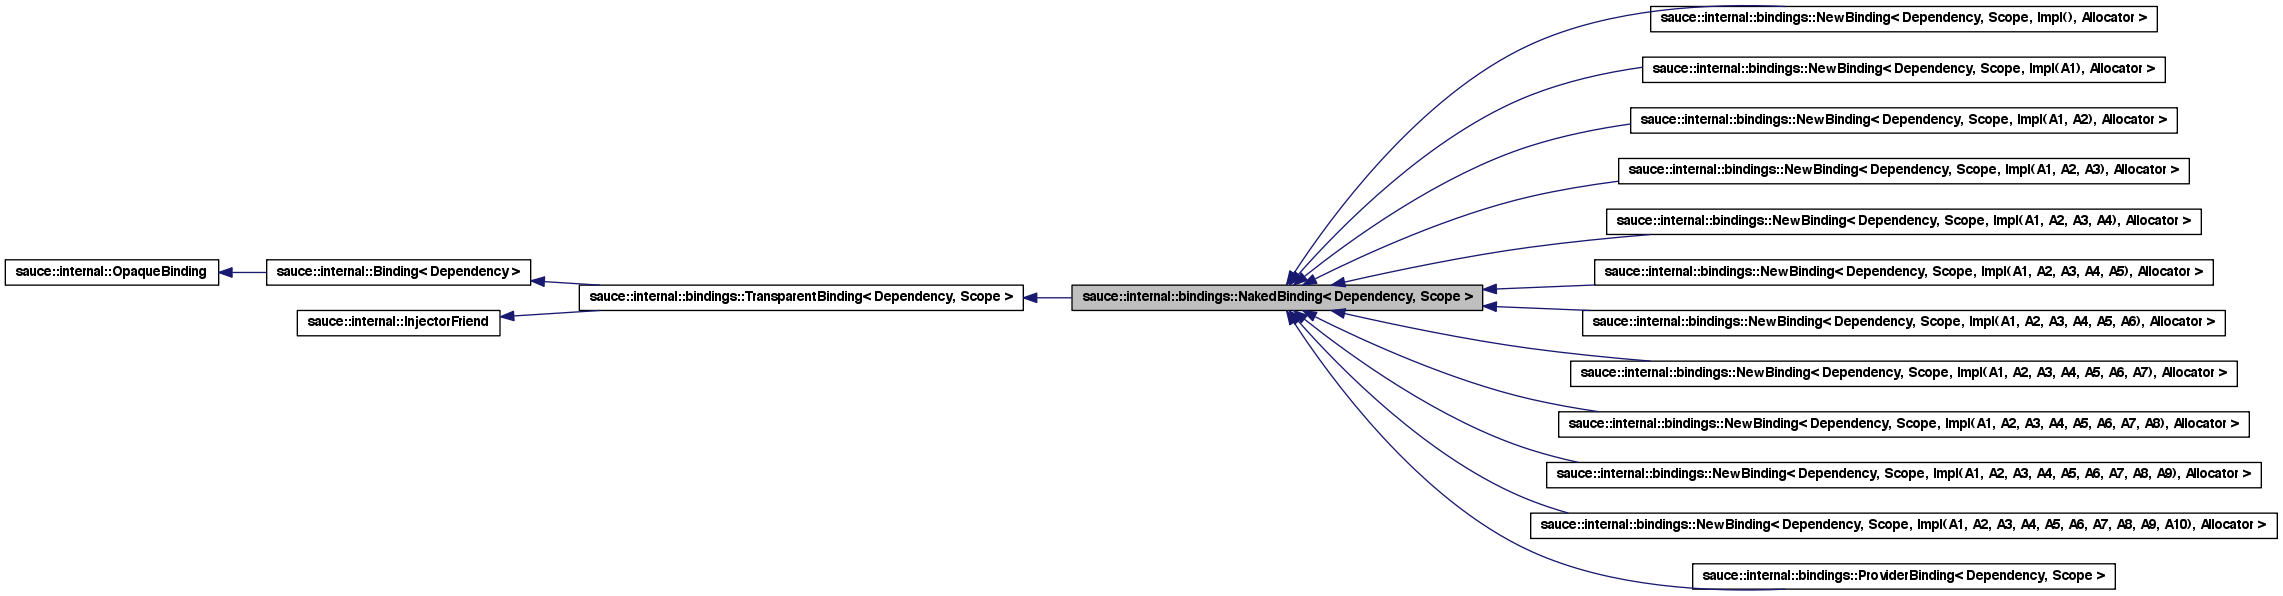 sauce::internal::OpaqueBinding
sauce::internal::Binding< Dependency >
sauce::internal::InjectorFriend
sauce::internal::bindings::TransparentBinding< Dependency, Scope >
sauce::internal::bindings::NakedBinding< Dependency, Scope >
sauce::internal::bindings::NewBinding< Dependency, Scope, Impl(), Allocator >
sauce::internal::bindings::NewBinding< Dependency, Scope, Impl(A1), Allocator >
sauce::internal::bindings::NewBinding< Dependency, Scope, Impl(A1, A2), Allocator >
sauce::internal::bindings::NewBinding< Dependency, Scope, Impl(A1, A2, A3), Allocator >
sauce::internal::bindings::NewBinding< Dependency, Scope, Impl(A1, A2, A3, A4), Allocator >
sauce::internal::bindings::NewBinding< Dependency, Scope, Impl(A1, A2, A3, A4, A5), Allocator >
sauce::internal::bindings::NewBinding< Dependency, Scope, Impl(A1, A2, A3, A4, A5, A6), Allocator >
sauce::internal::bindings::NewBinding< Dependency, Scope, Impl(A1, A2, A3, A4, A5, A6, A7), Allocator >
sauce::internal::bindings::NewBinding< Dependency, Scope, Impl(A1, A2, A3, A4, A5, A6, A7, A8), Allocator >
sauce::internal::bindings::NewBinding< Dependency, Scope, Impl(A1, A2, A3, A4, A5, A6, A7, A8, A9), Allocator >
sauce::internal::bindings::NewBinding< Dependency, Scope, Impl(A1, A2, A3, A4, A5, A6, A7, A8, A9, A10), Allocator >
sauce::internal::bindings::ProviderBinding< Dependency, Scope >